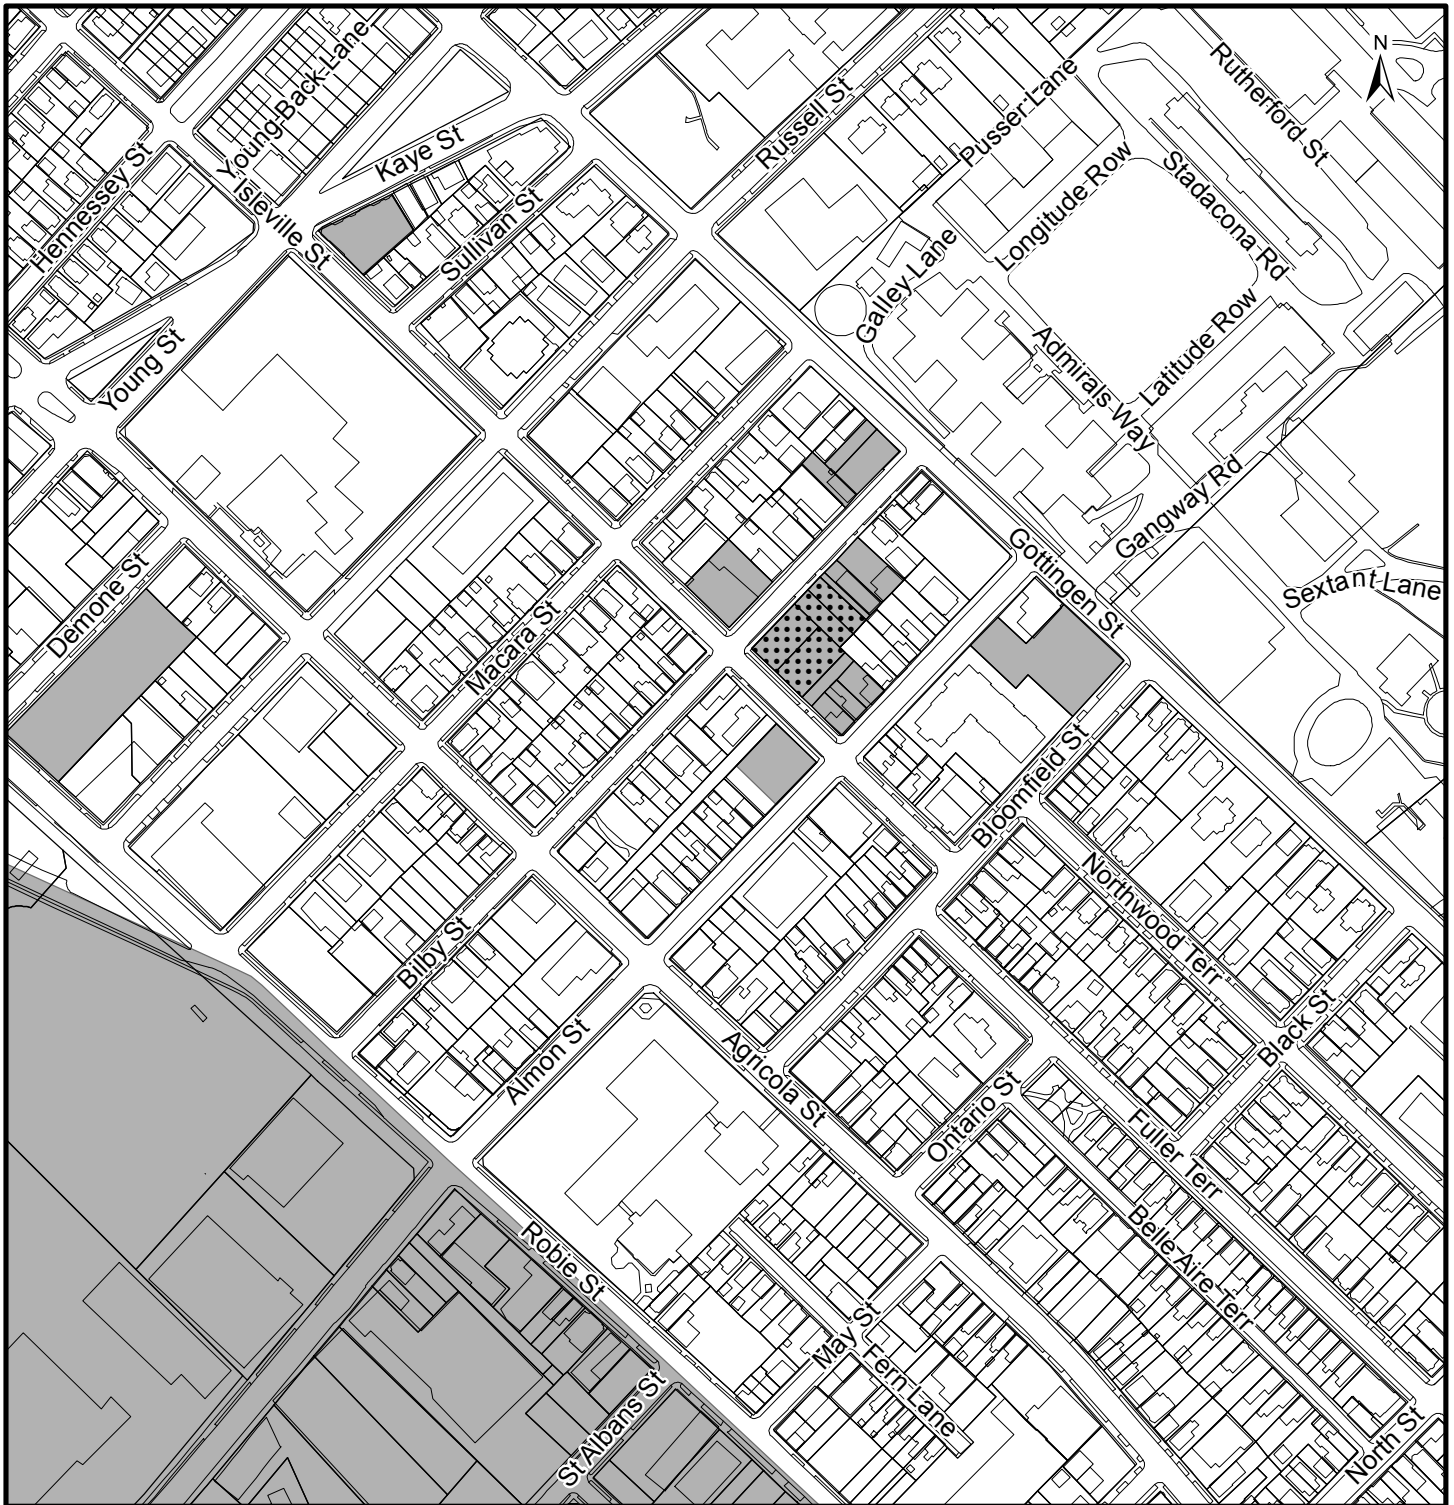 N
Young Back Lane
Hennessey St
Isleville St
Kaye St
Sullivan St
Russell St
Pusser Lane
Rutherford St
Longitude Row
Stadacona Rd
Galley Lane
Admirals Way
Latitude Row
Young St
Gangway Rd
Gottingen St
Sextant Lane
Demone St
Macara St
Bloomfield St
Northwood Terr
Bilby St
Almon St
Agricola St
Black St
Ontario St
Fuller Terr
Belle Aire Terr
Robie St
May St
Fern Lane
St Albans St
North St